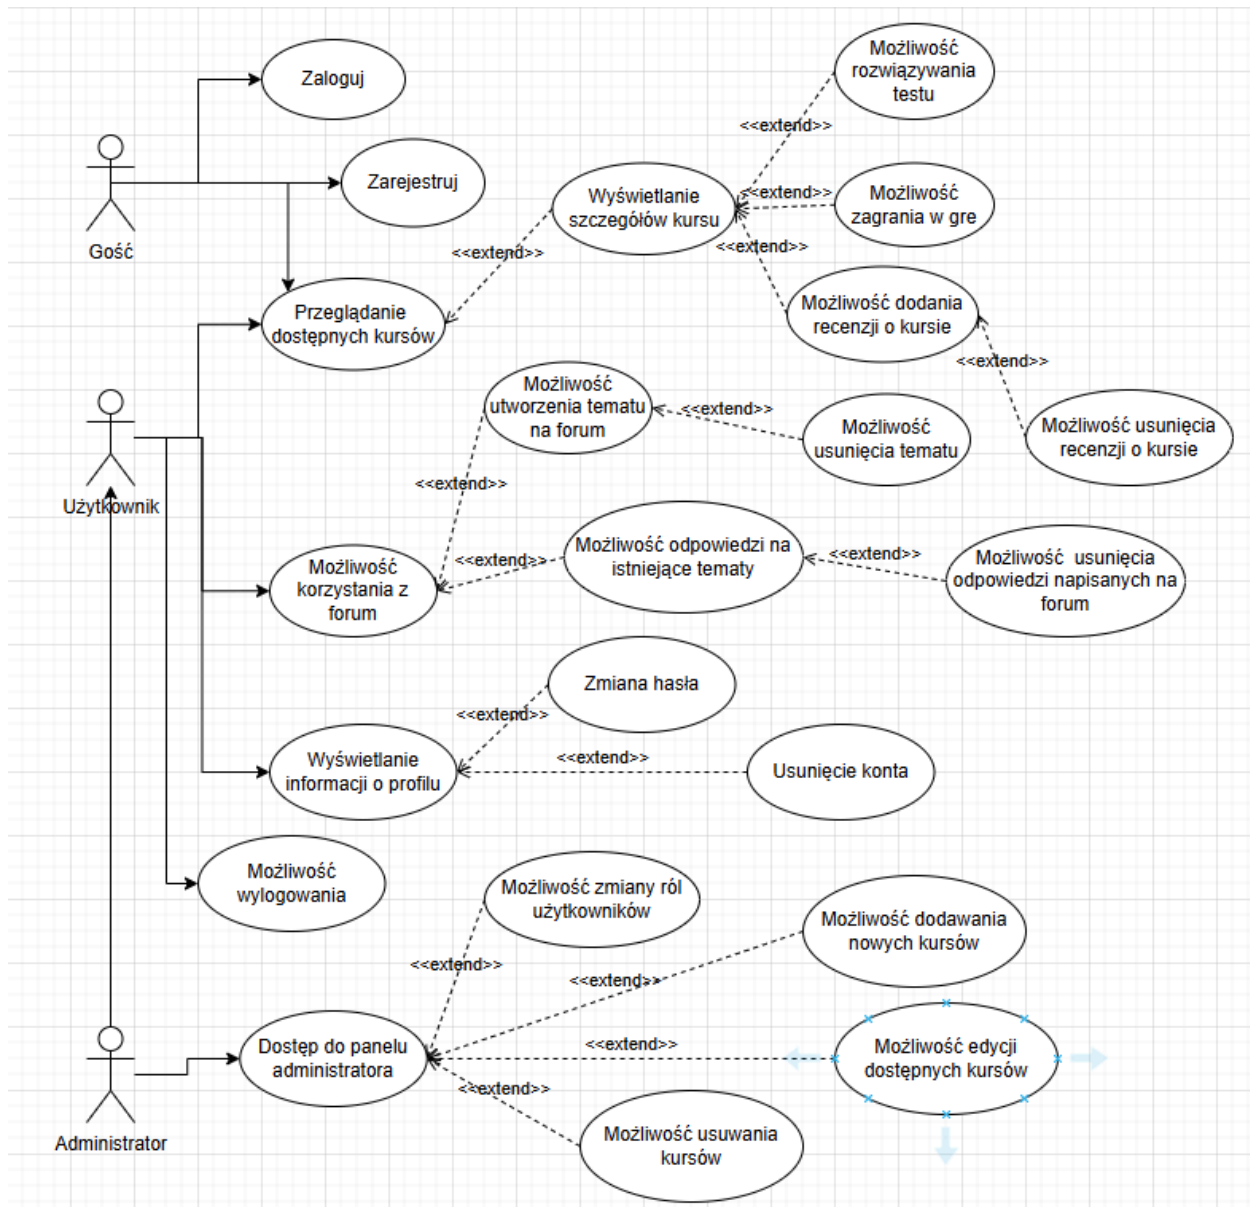 Zaloguj
Zarejestruj
Gość
Przeglądanie
dostępnych kursów
<<extend>>
Wyświetlanie
szczegółów kursu
<<extend>>
Możliwość
rozwiązywania
testu
<<extend>>
Możliwość
zagrania w gre
<<extend>>
Możliwość dodania
recenzji o kursie
<<extend>>
Możliwość usunięcia
recenzji o kursie
Użytkownik
Możliwość
utworzenia tematu
na forum
<<extend>>
Możliwość
usunięcia tematu
<<extend>>
Możliwość
korzystania z
forum
<<extend>>
Możliwość odpowiedzi na
istniejące tematy
<<extend>>
Możliwość  usunięcia
odpowiedzi napisanych na
forum
Zmiana hasła
<<extend>>
Wyświetlanie
informacji o profilu
<<extend>>
Usunięcie konta
Możliwość
wylogowania
Możliwość zmiany ról
użytkowników
<<extend>>
Możliwość dodawania
nowych kursów
<<extend>>
Dostęp do panelu
administratora
<<extend>>
Możliwość edycji
dostępnych kursów
<<extend>>
Możliwość usuwania
kursów
Administrator